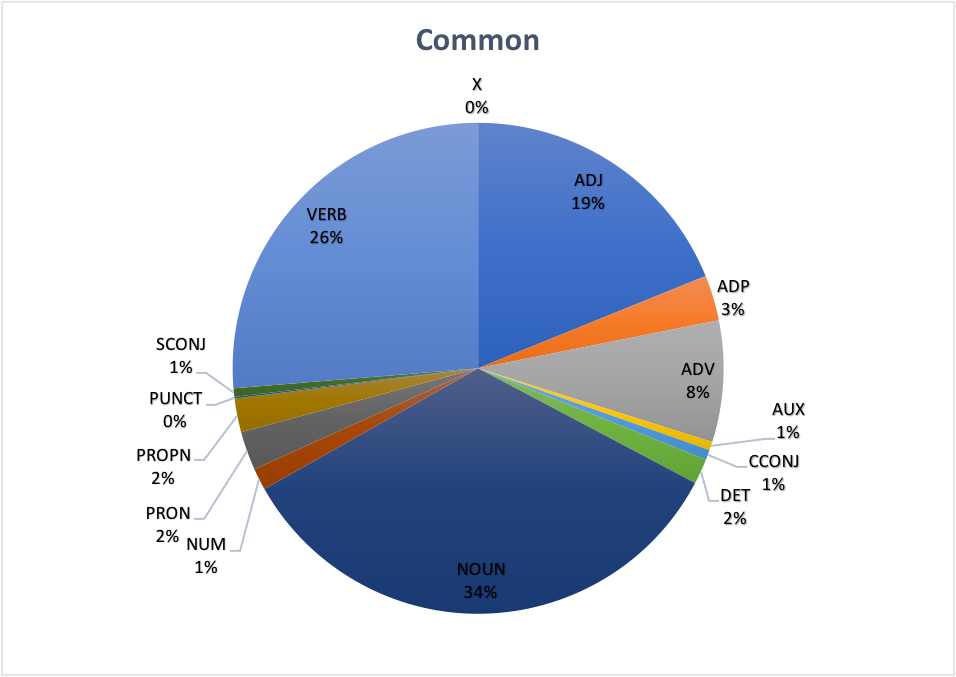 Common
X
0%
ADJ
19%
ADP
3%
ADV
8%
AUX
1%
CCONJ
1%
DET
2%
NOUN
34%
NUM
1%
PRON
2%
PROPN
2%
PUNCT
0%
SCONJ
1%
VERB
26%